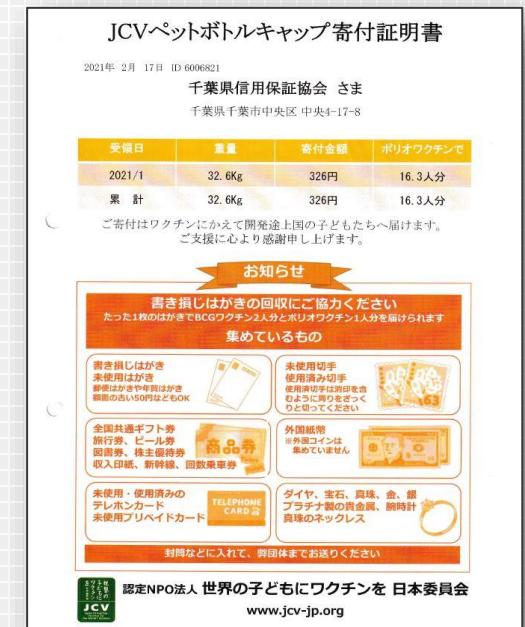 JCVペットボトルキャップ寄付証明書
2021年 2月 17日 ID 6006821
千葉県信用保証協会 さま
千葉県千葉市中央区 中央4-17-8
受領日 重量 寄付金額 ポリオワクチンで
2021/1 32.6Kg 326円 16.3人分
累 計 32.6Kg 326円 16.3人分
ご寄付はワクチンにかえて開発途上国の子どもたちへ届けます。
ご支援に心より感謝申し上げます。
お知らせ
書き損じはがきの回収にご協力ください
たった1枚のはがきでBCGワクチン2人分とポリオワクチン1人分を届けられます
集めているもの
書き損じはがき
未使用はがき
郵便はがきや年賀はがき
額面の古い50円などもOK
未使用切手
使用済み切手
使用済切手は消印を含
むように周りをざっく
りと切ってください
63
全国共通ギフト券
旅行券、ビール券
図書券、株主優待券
収入印紙、新幹線、回数乗車券
商品券
外国紙幣
※外国コインは
集めていません
未使用・使用済みの
テレホンカード
未使用プリペイドカード
TELEPHONE
CARD
ダイヤ、宝石、真珠、金、銀
プラチナ製の貴金属、腕時計
真珠のネックレス
封筒などに入れて、弊団体までお送りください
世界の
子どもに
ワクチンを
JCV
認定NPO法人 世界の子どもにワクチンを 日本委員会
www.jcv-jp.org